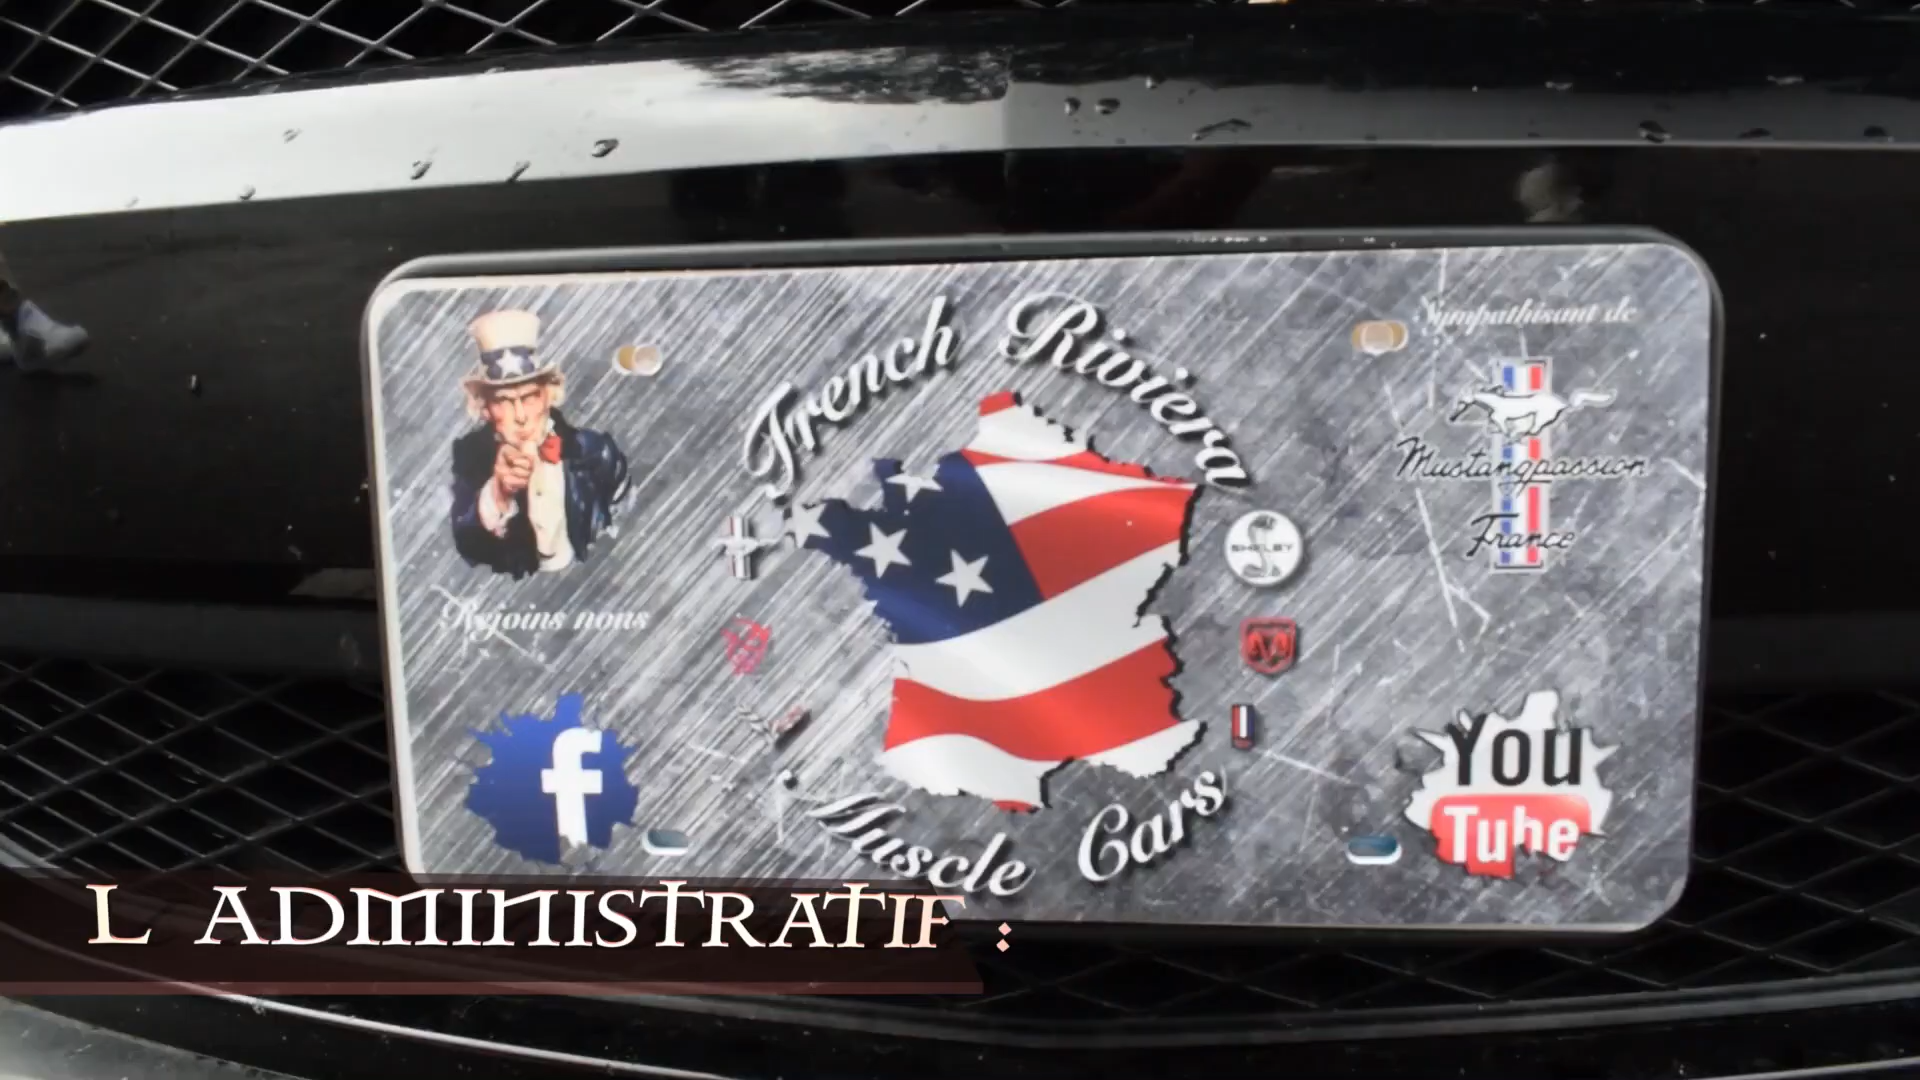 French Riviera
Sympathisant de
Mustangpassion
France
SHELBY
Rejoins nous
f
You
Tube
Muscle Cars
L ADMINISTRATIF :